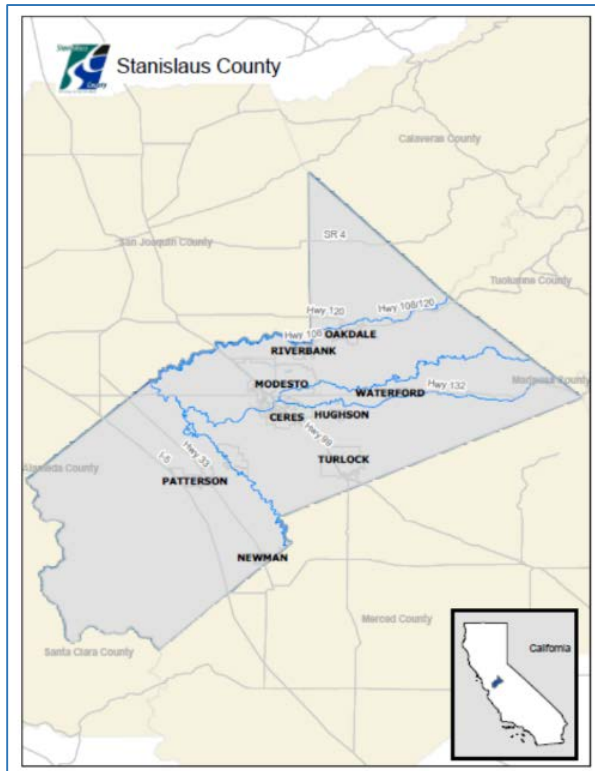 Stanislaus
County
Stanislaus County
Calaveras County
SR 4
San Joaquin County
Tuolumne County
Hwy 108/120
Hwy 120
Hwy 108
OAKDALE
RIVERBANK
MODESTO
Mariposa County
Hwy 132
WATERFORD
CERES
HUGHSON
Hwy 99
TURLOCK
Alameda County
I-5
Hwy 33
PATTERSON
NEWMAN
Merced County
Santa Clara County
California